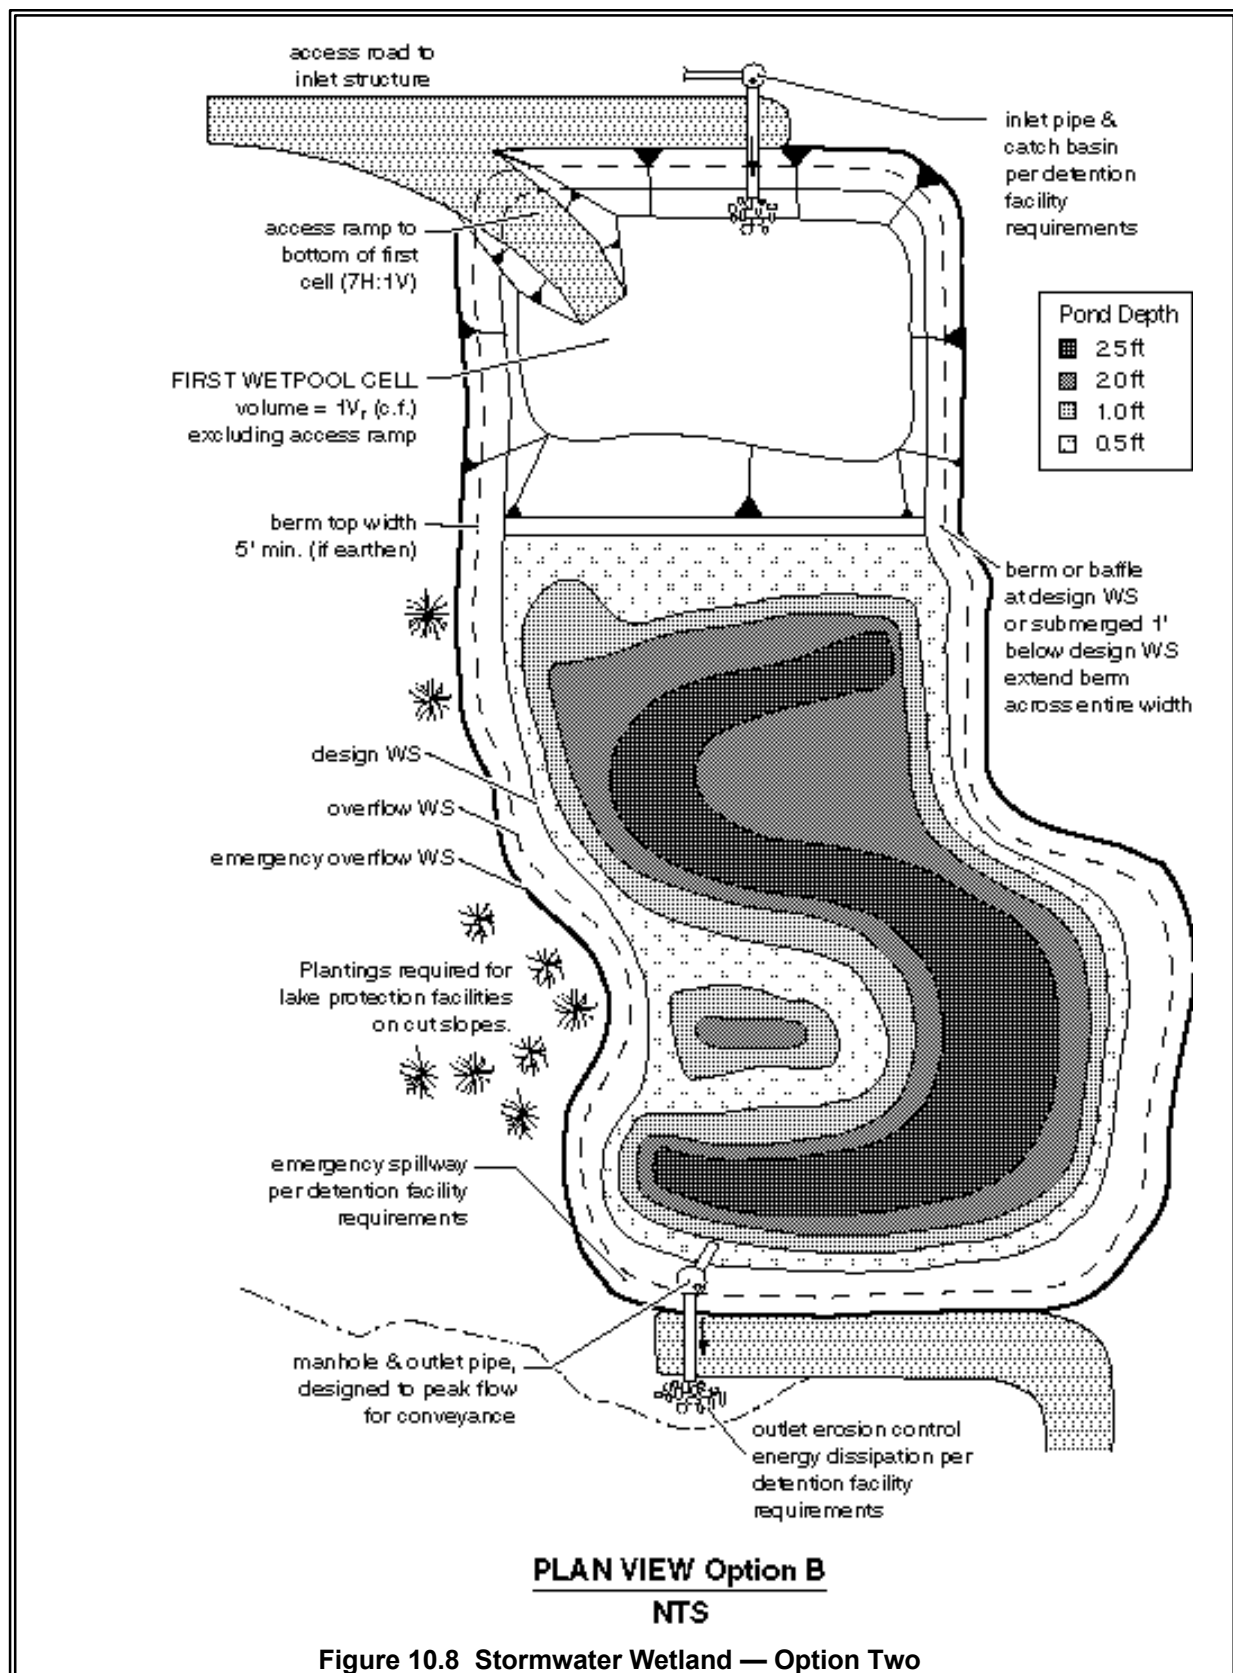 access road to
inlet structure
inlet pipe &
catch basin
per detention
facility
requirements
access ramp to
bottom of first
cell (7H:1V)
Pond Depth
2.5 ft
2.0 ft
1.0 ft
0.5 ft
FIRST WETPOOL CELL
volume = 1Vr (c.f.)
excluding access ramp
berm top width
5' min. (if earthen)
berm or baffle
at design WS
or submerged 1'
below design WS
extend berm
across entire width
design WS
overflow WS
emergency overflow WS
Plantings required for
lake protection facilities
on cut slopes.
emergency spillway
per detention facility
requirements
manhole & outlet pipe,
designed to peak flow
for conveyance
outlet erosion control
energy dissipation per
detention facility
requirements
PLAN VIEW Option B
NTS
Figure 10.8 Stormwater Wetland — Option Two